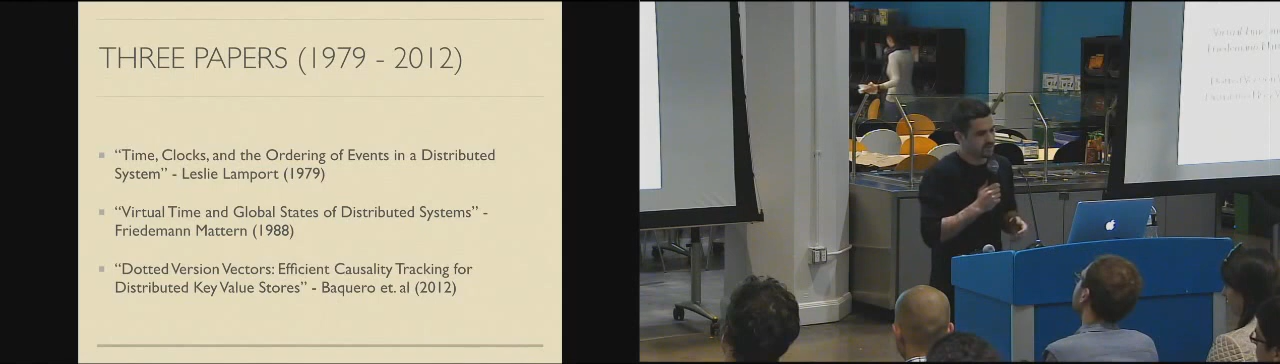 THREE PAPERS (1979 - 2012)
“Time, Clocks, and the Ordering of Events in a Distributed
System” - Leslie Lamport (1979)
“Virtual Time and Global States of Distributed Systems” -
Friedemann Mattern (1988)
“Dotted Version Vectors: Efficient Causality Tracking for
Distributed Key Value Stores” - Baquero et. al (2012)